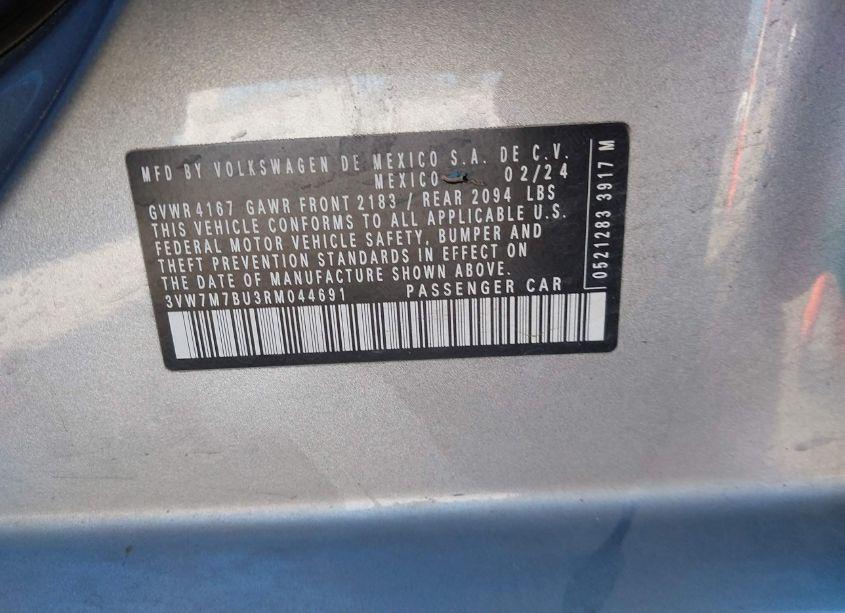 MFD BY VOLKSWAGEN DE MEXICO S.A. DE C.V.
MEXICO 02/24
GVWR 4167 GAWR FRONT 2183 / REAR 2094 LBS
THIS VEHICLE CONFORMS TO ALL APPLICABLE U.S.
FEDERAL MOTOR VEHICLE SAFETY, BUMPER AND
THEFT PREVENTION STANDARDS IN EFFECT ON
THE DATE OF MANUFACTURE SHOWN ABOVE.
3VW7M7BU3RM044691 PASSENGER CAR
0521283 3917 M